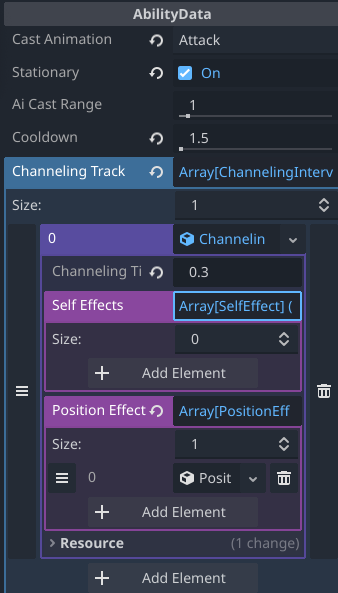 AbilityData
Cast Animation Attack
Stationary On
Ai Cast Range 1
Cooldown 1.5
Channeling Track Array[ChannelingInterv
Size: 1
0 Channelin
Channeling Ti 0.3
Self Effects Array[SelfEffect] (
Size: 0
+ Add Element
Position Effect Array[PositionEff
Size: 1
0 Posit
+ Add Element
> Resource (1 change)
+ Add Element